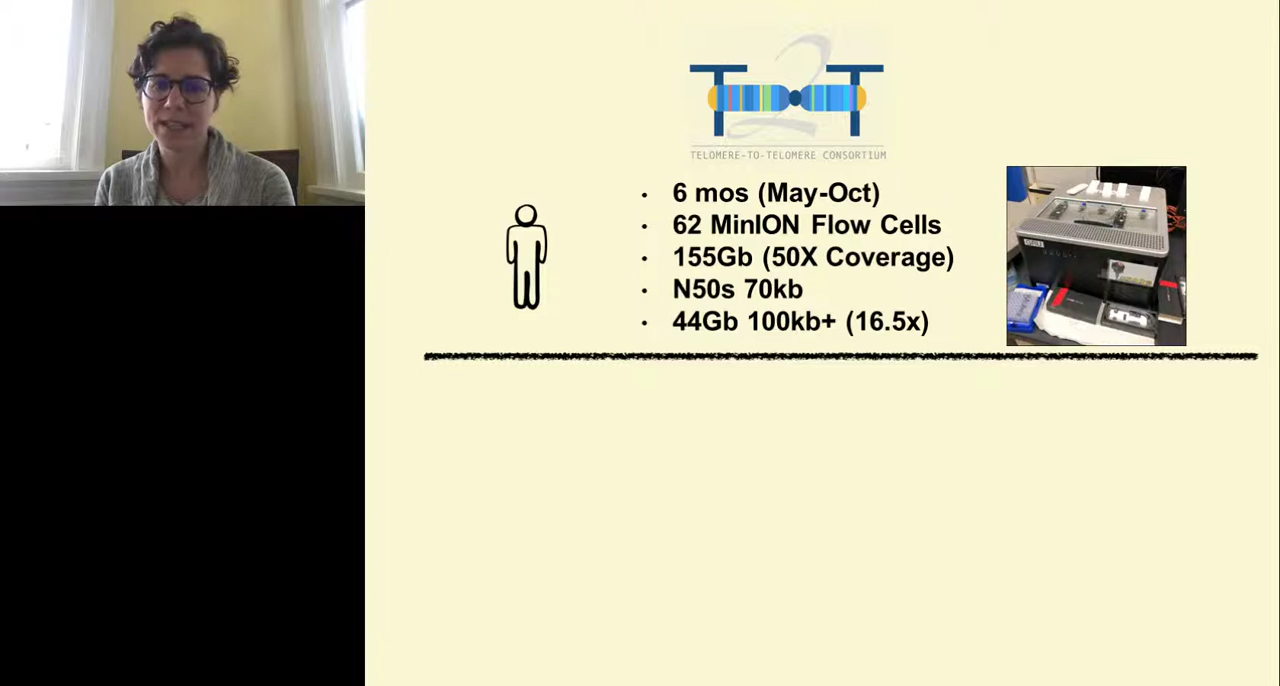 2
T T
TELOMERE-TO-TELOMERE CONSORTIUM
• 6 mos (May-Oct)
• 62 MinION Flow Cells
• 155Gb (50X Coverage)
• N50s 70kb
• 44Gb 100kb+ (16.5x)